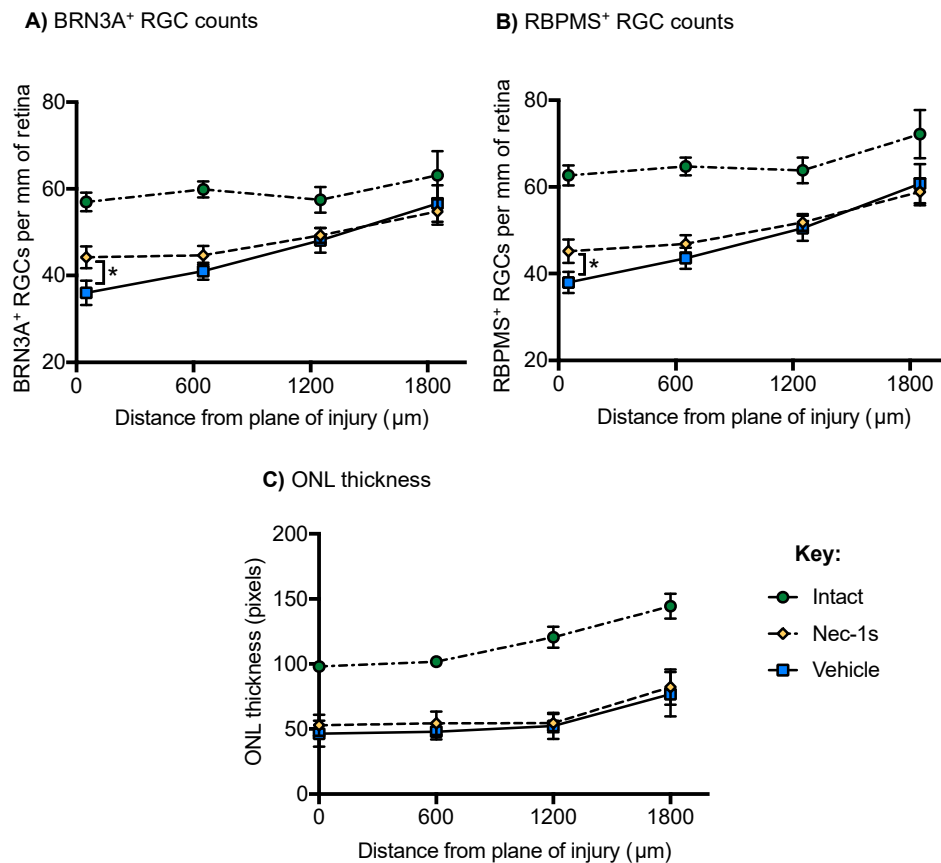 A) BRN3A⁺ RGC counts
BRN3A⁺ RGCs per mm of retina
80
60
40
20
*
0
600
1200
1800
Distance from plane of injury (µm)
B) RBPMS⁺ RGC counts
RBPMS⁺ RGCs per mm of retina
80
60
40
20
*
0
600
1200
1800
Distance from plane of injury (µm)
C) ONL thickness
ONL thickness (pixels)
200
150
100
50
0
0
600
1200
1800
Distance from plane of injury (µm)
Key:
Intact
Nec-1s
Vehicle